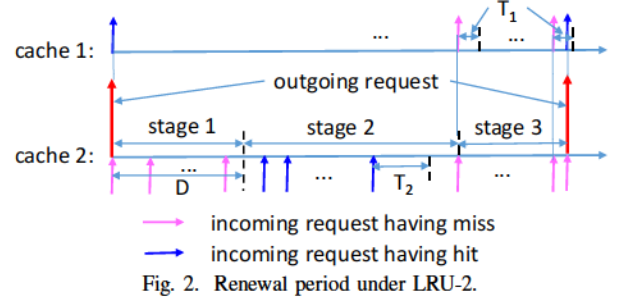 T₁
cache 1:
...
...
outgoing request
stage 1
stage 2
stage 3
cache 2:
...
D
...
T₂
...
incoming request having miss
incoming request having hit
Fig. 2. Renewal period under LRU-2.